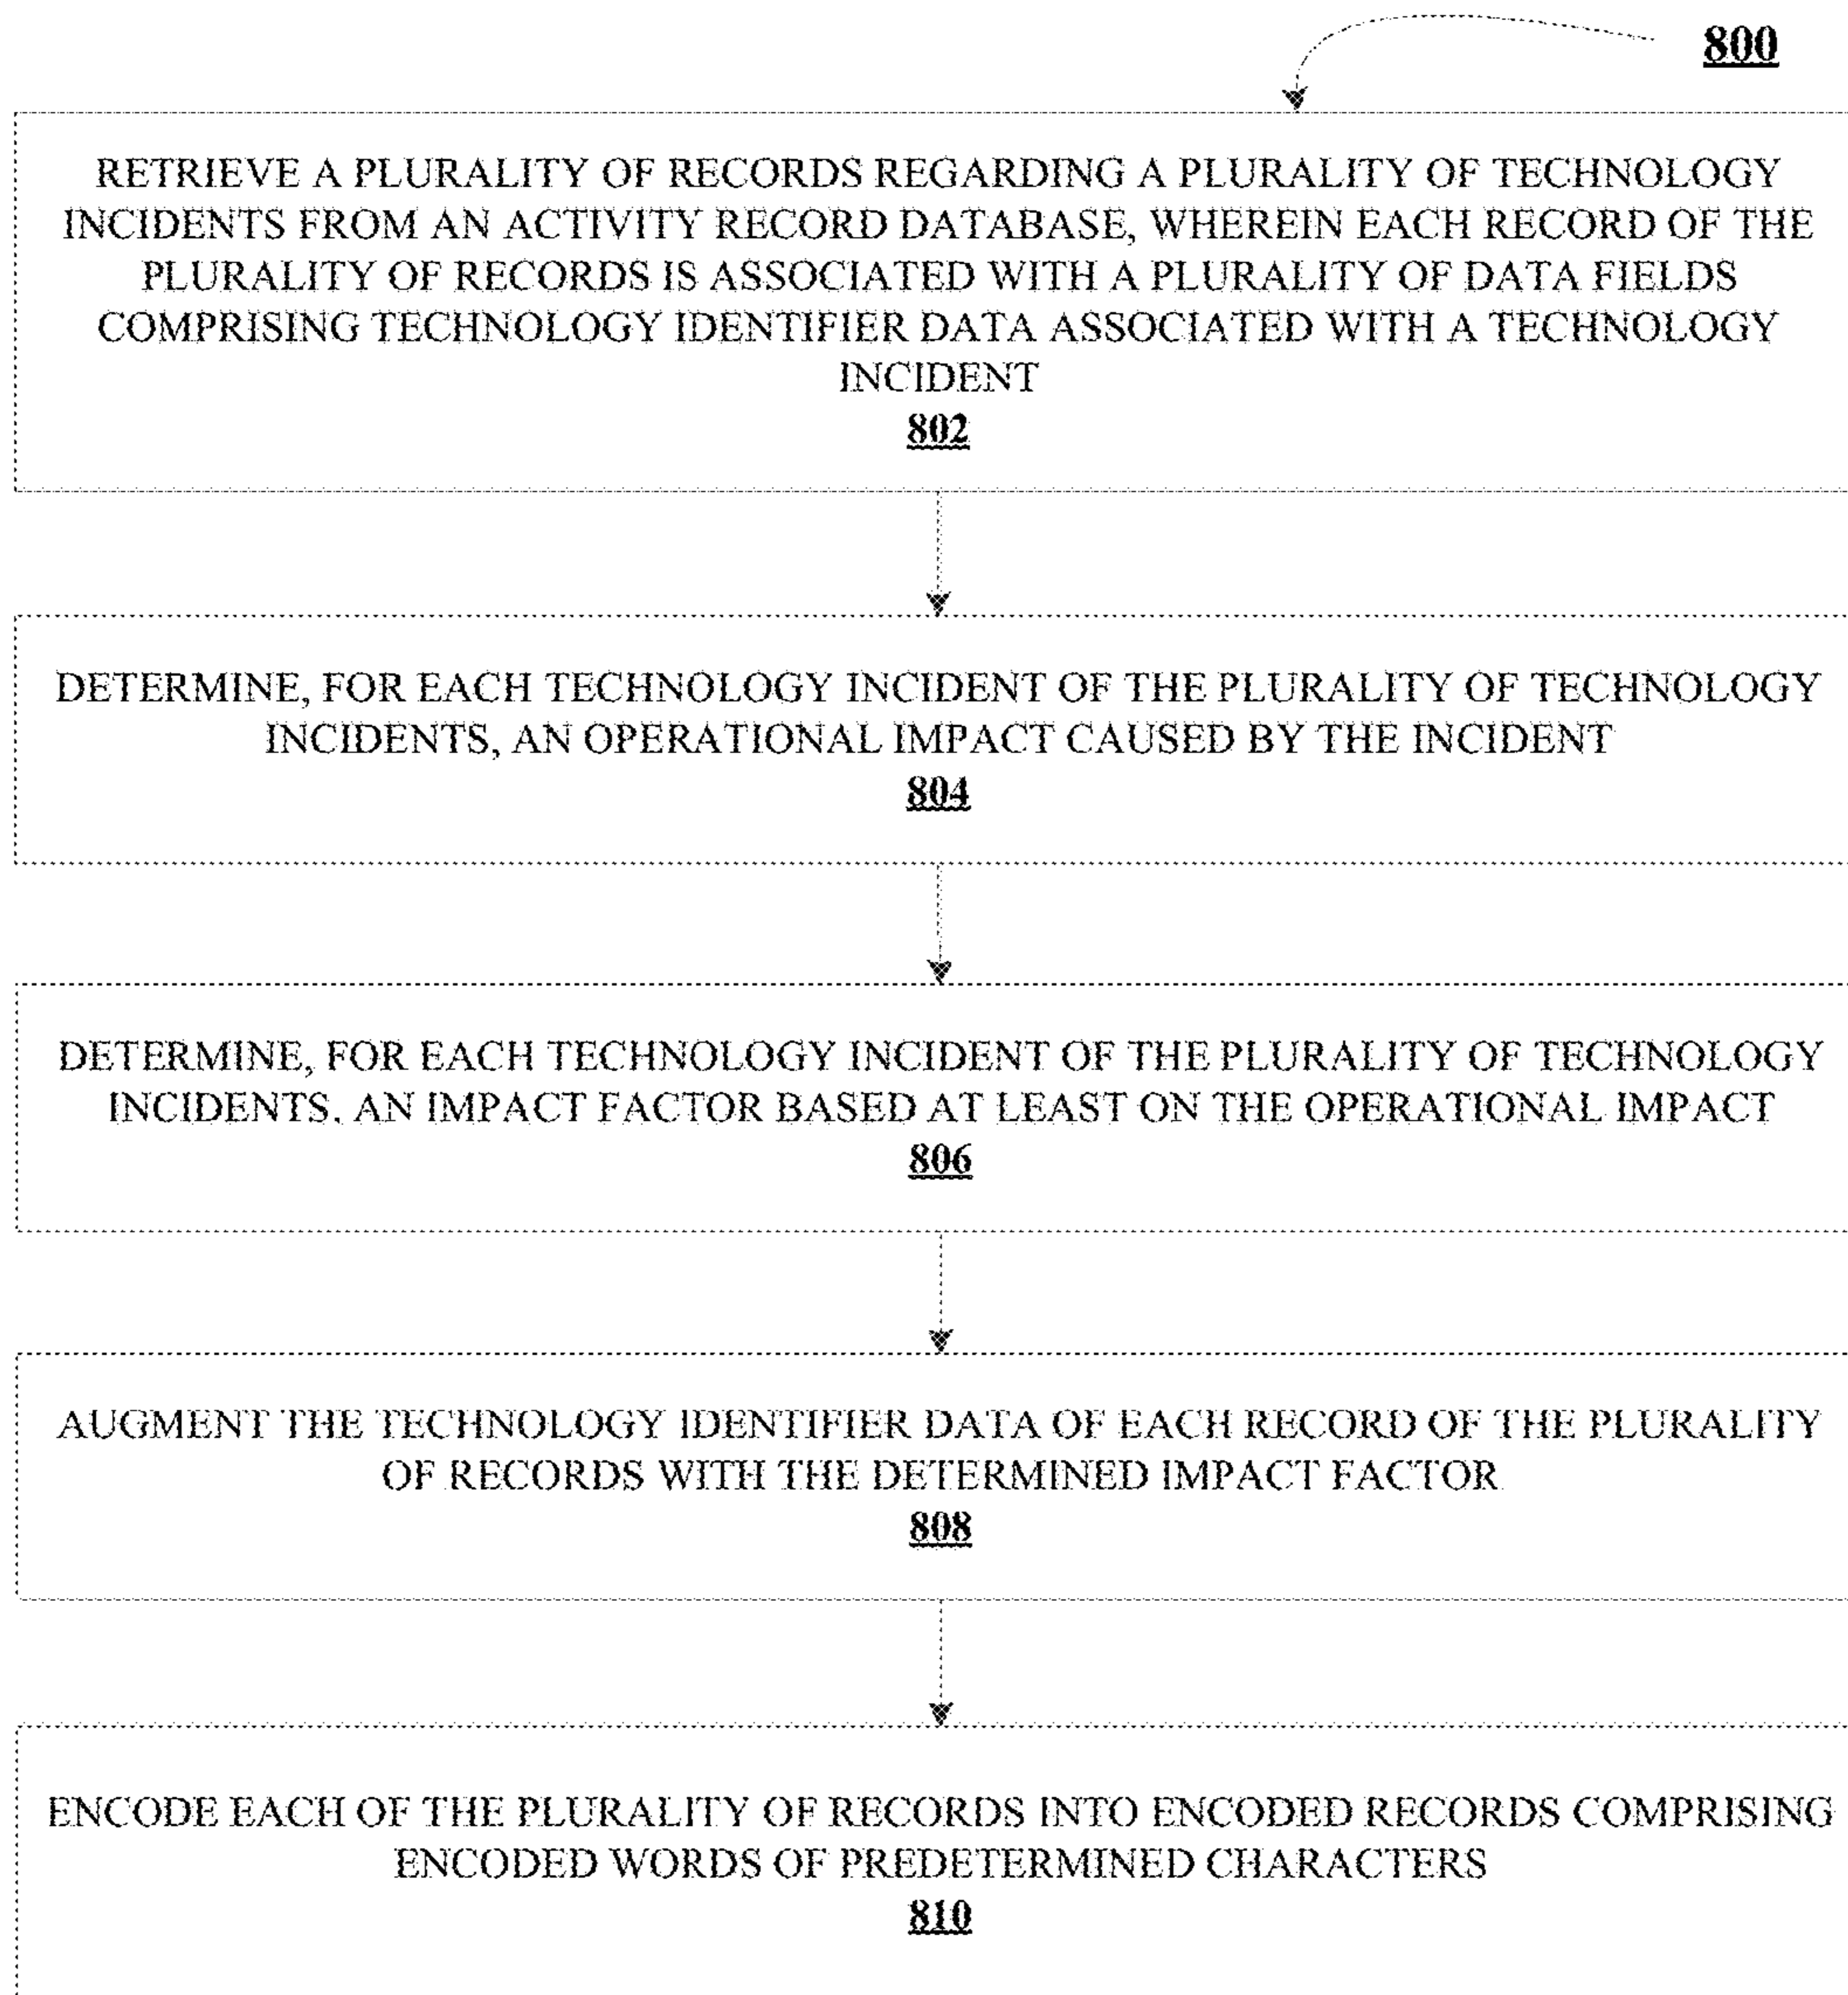 800
RETRIEVE A PLURALITY OF RECORDS REGARDING A PLURALITY OF TECHNOLOGY
INCIDENTS FROM AN ACTIVITY RECORD DATABASE, WHEREIN EACH RECORD OF THE
PLURALITY OF RECORDS IS ASSOCIATED WITH A PLURALITY OF DATA FIELDS
COMPRISING TECHNOLOGY IDENTIFIER DATA ASSOCIATED WITH A TECHNOLOGY
INCIDENT
802
DETERMINE, FOR EACH TECHNOLOGY INCIDENT OF THE PLURALITY OF TECHNOLOGY
INCIDENTS, AN OPERATIONAL IMPACT CAUSED BY THE INCIDENT
804
DETERMINE, FOR EACH TECHNOLOGY INCIDENT OF THE PLURALITY OF TECHNOLOGY
INCIDENTS, AN IMPACT FACTOR BASED AT LEAST ON THE OPERATIONAL IMPACT
806
AUGMENT THE TECHNOLOGY IDENTIFIER DATA OF EACH RECORD OF THE PLURALITY
OF RECORDS WITH THE DETERMINED IMPACT FACTOR
808
ENCODE EACH OF THE PLURALITY OF RECORDS INTO ENCODED RECORDS COMPRISING
ENCODED WORDS OF PREDETERMINED CHARACTERS
810